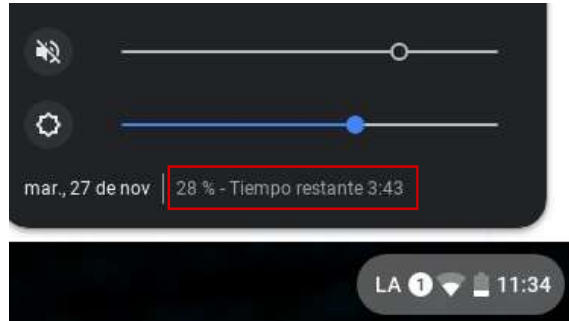 mar., 27 de nov | 28 % - Tiempo restante 3:43
LA 1 11:34